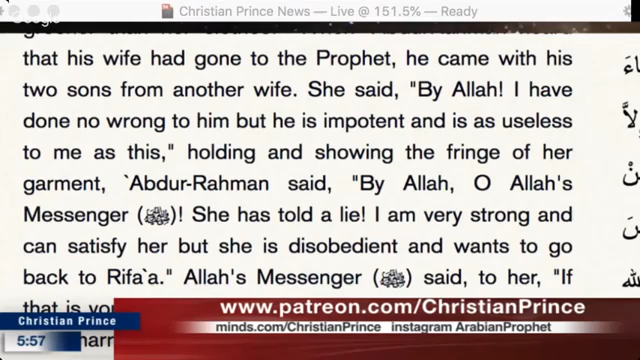 Christian Prince News — Live @ 151.5% — Ready
that his wife had gone to the Prophet, he came with his
two sons from another wife. She said, "By Allah! I have
done no wrong to him but he is impotent and is as useless
to me as this," holding and showing the fringe of her
garment, `Abdur-Rahman said, "By Allah, O Allah's
Messenger (ﷺ)! She has told a lie! I am very strong and
can satisfy her but she is disobedient and wants to go
back to Rifa`a." Allah's Messenger (ﷺ) said, to her, "If
that is
www.patreon.com/ChristianPrince
Christian Prince
minds.com/ChristianPrince instagram ArabianProphet
5:57